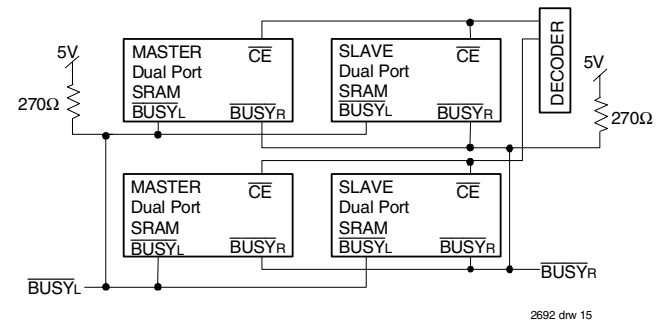 MASTER
Dual Port
SRAM
CE
BUSYL
BUSYR
SLAVE
Dual Port
SRAM
CE
BUSYL
BUSYR
DECODER
5V
270Ω
5V
270Ω
MASTER
Dual Port
SRAM
CE
BUSYL
BUSYR
SLAVE
Dual Port
SRAM
CE
BUSYL
BUSYR
BUSYL
BUSYR
2692 drw 15